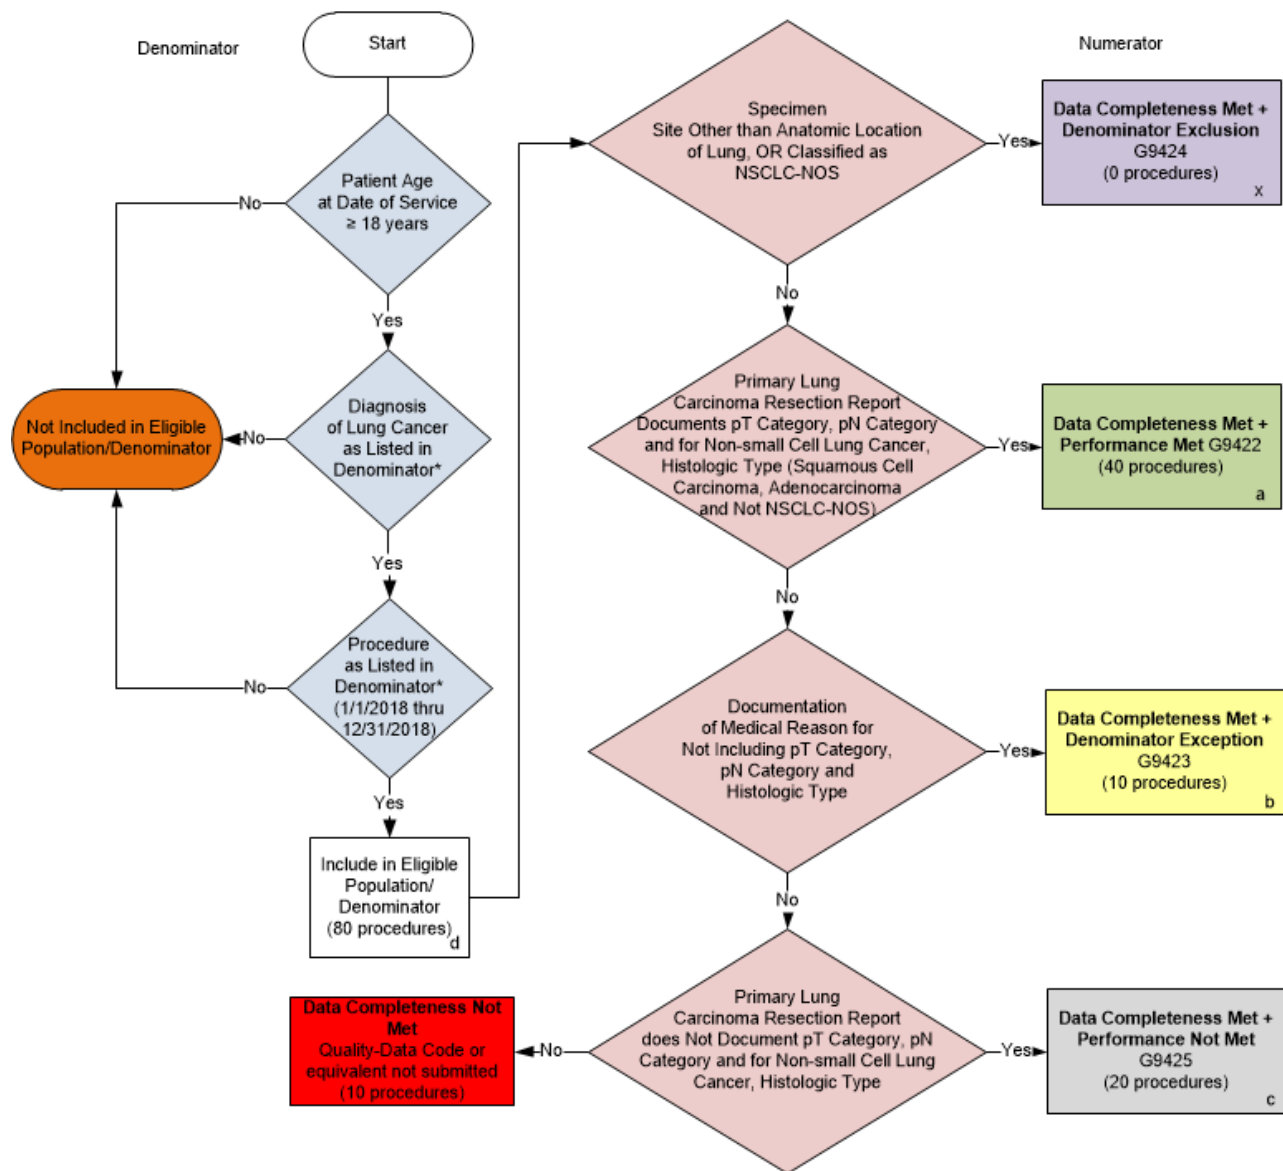 Denominator
Start
Numerator
Patient Age
at Date of Service
≥ 18 years
No
Yes
Diagnosis
of Lung Cancer
as Listed in
Denominator*
No
Not Included in Eligible
Population/Denominator
Yes
Procedure
as Listed in
Denominator*
(1/1/2018 thru
12/31/2018)
No
Yes
Include in Eligible
Population/
Denominator
(80 procedures)
d
Specimen
Site Other than Anatomic Location
of Lung, OR Classified as
NSCLC-NOS
Yes
Data Completeness Met +
Denominator Exclusion
G9424
(0 procedures)
x
No
Primary Lung
Carcinoma Resection Report
Documents pT Category, pN Category
and for Non-small Cell Lung Cancer,
Histologic Type (Squamous Cell
Carcinoma, Adenocarcinoma
and Not NSCLC-NOS)
Yes
Data Completeness Met +
Performance Met G9422
(40 procedures)
a
No
Documentation
of Medical Reason for
Not Including pT Category,
pN Category and
Histologic Type
Yes
Data Completeness Met +
Denominator Exception
G9423
(10 procedures)
b
No
Primary Lung
Carcinoma Resection Report
does Not Document pT Category, pN
Category and for Non-small Cell Lung
Cancer, Histologic Type
Yes
Data Completeness Met +
Performance Not Met
G9425
(20 procedures)
c
No
Data Completeness Not
Met
Quality-Data Code or
equivalent not submitted
(10 procedures)